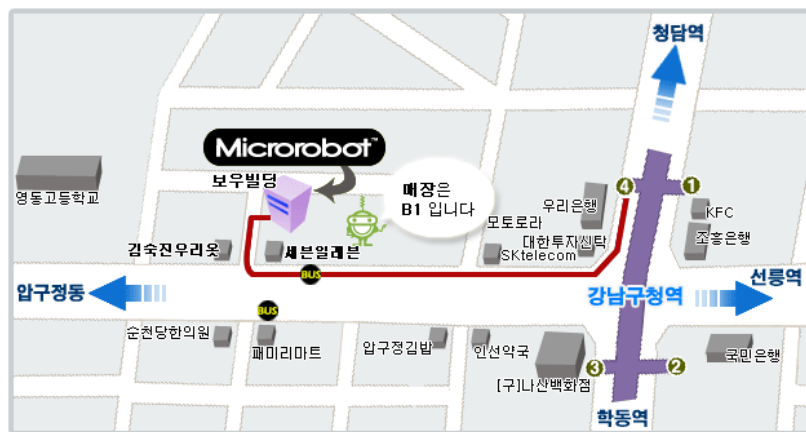 청담역
Microrobot™
보우빌딩
매장은
B1 입니다
영동고등학교
4
1
우리은행
KFC
모토로라
대한투자신탁
조흥은행
김숙진우리옷
세븐일레븐
SKtelecom
BUS
선릉역
압구정동
강남구청역
BUS
순천당한의원
패미리마트
압구정김밥
인선약국
국민은행
3
2
[구]나산백화점
학동역